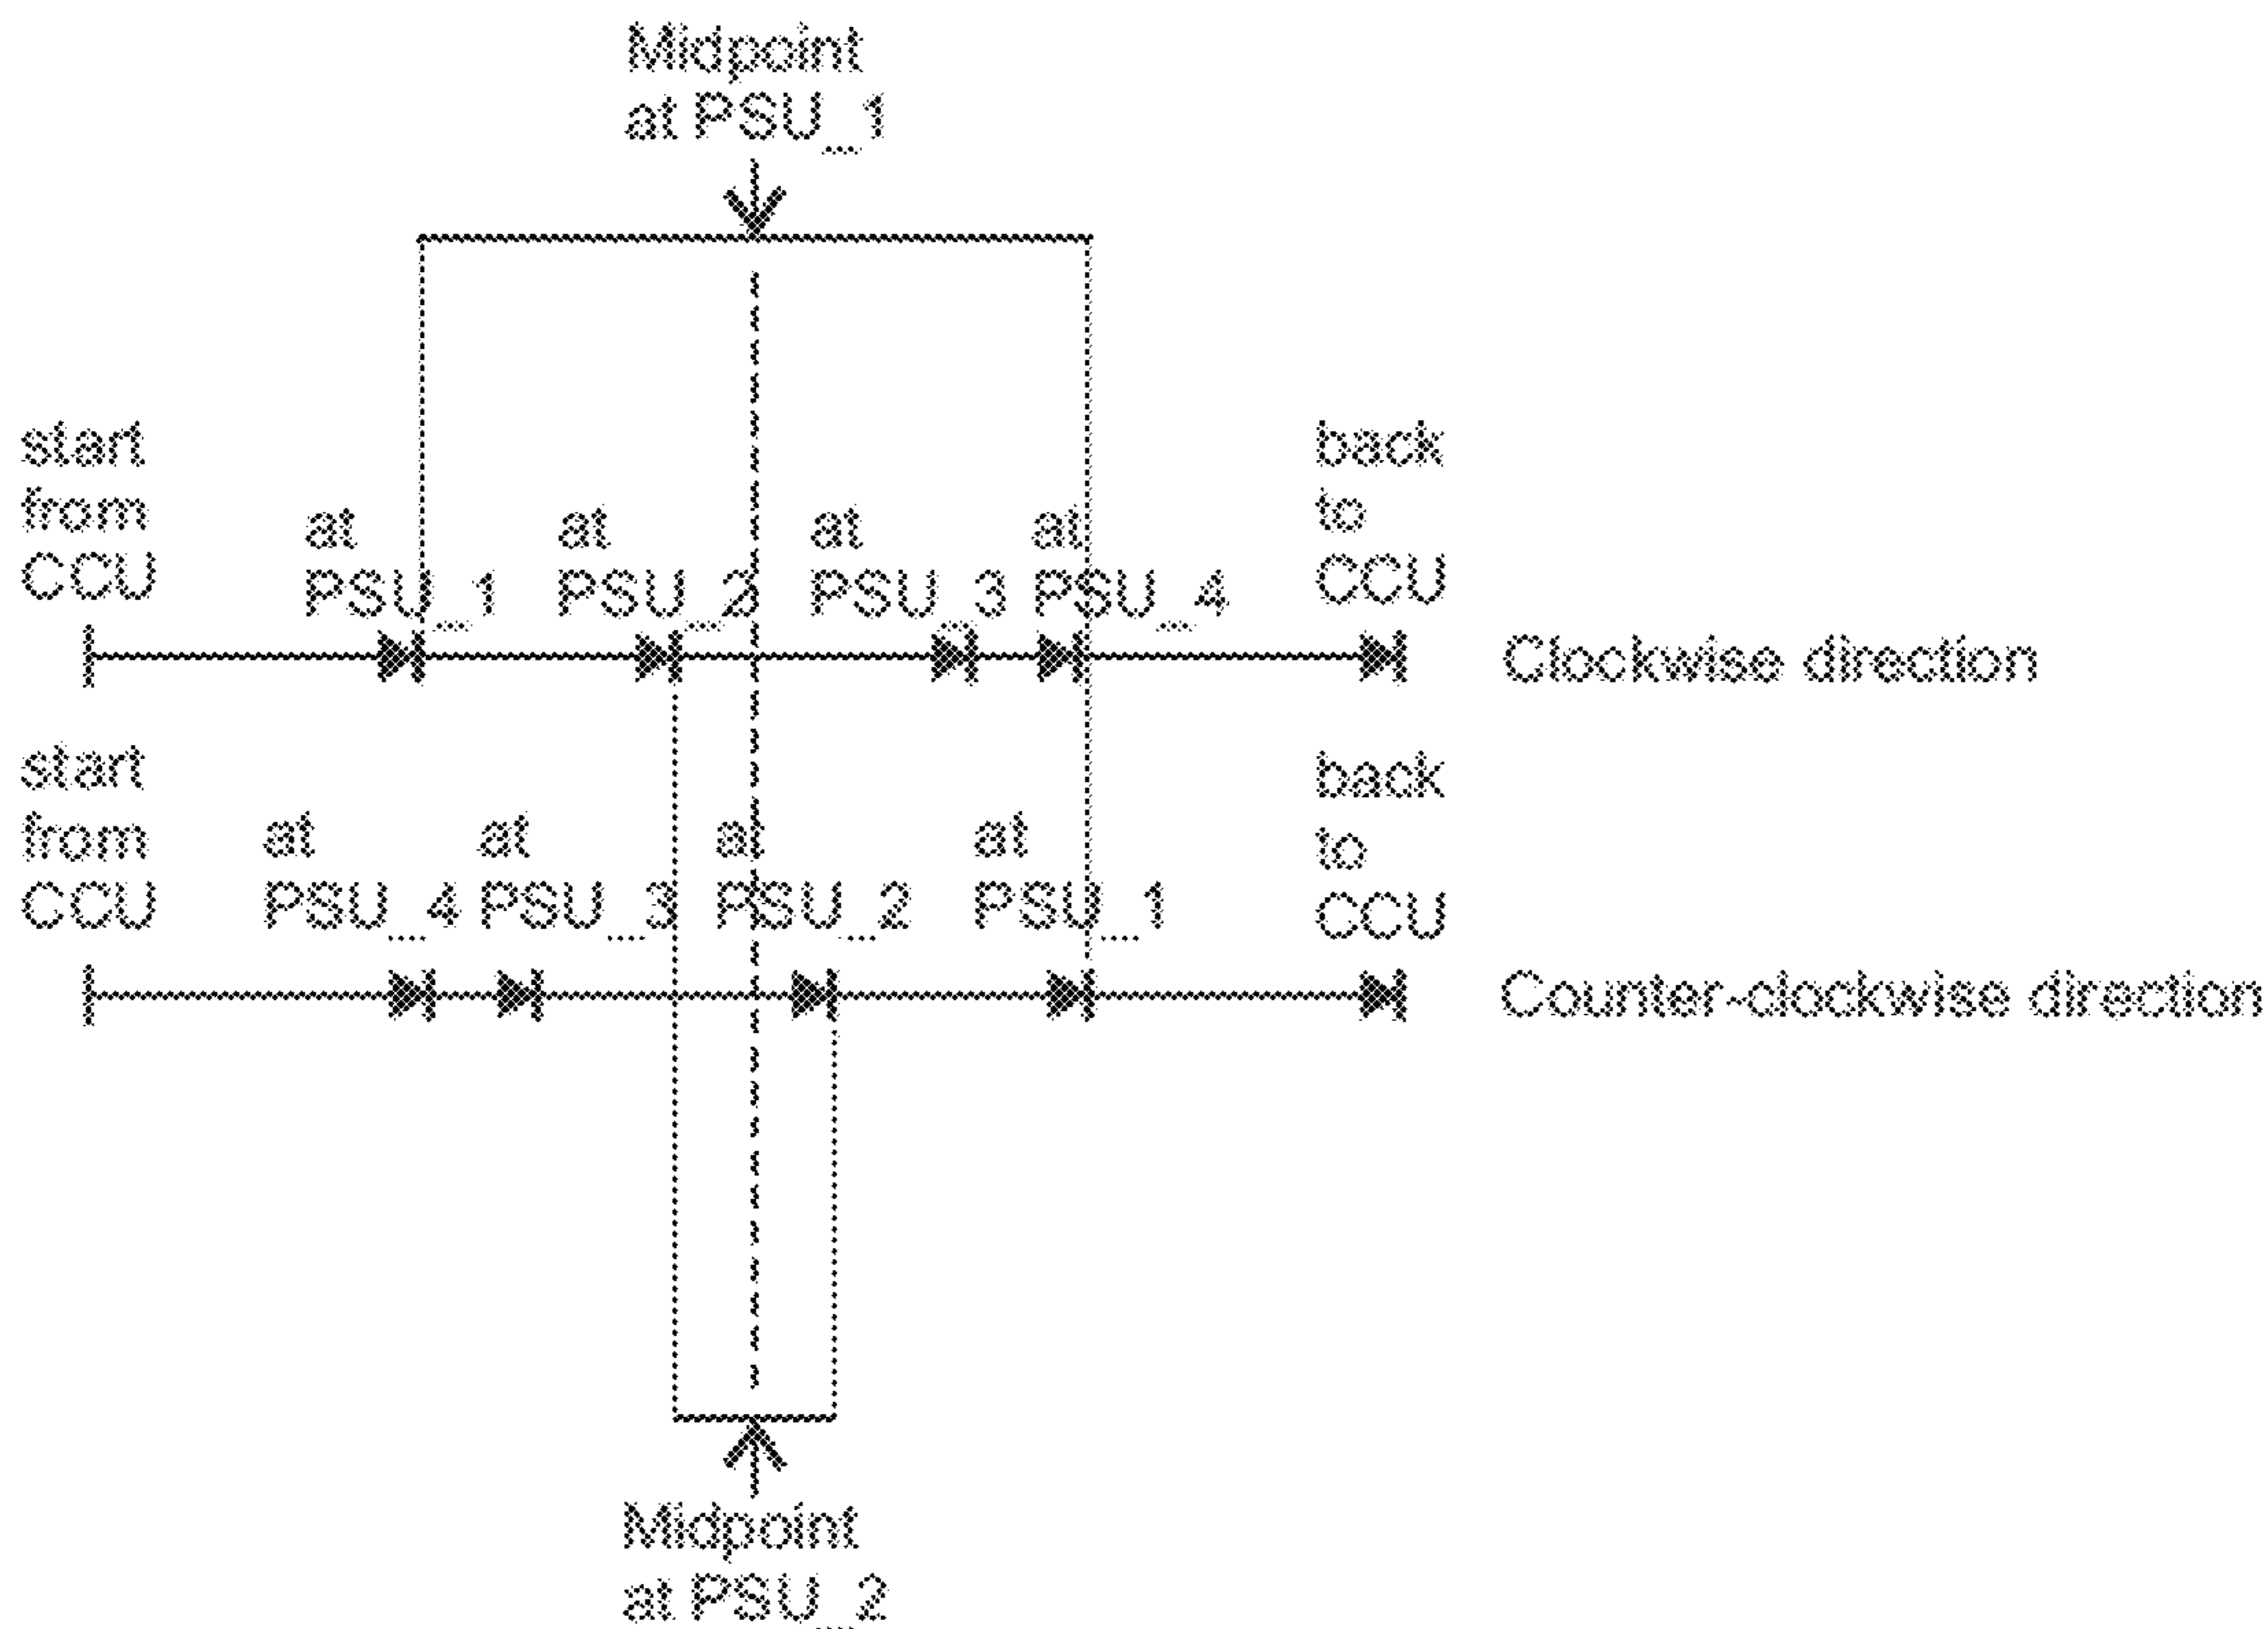 Midpoint
at PSU_1
start
from
CCU
at
PSU_1
at
PSU_2
at
PSU_3
at
PSU_4
back
to
CCU
Clockwise direction
start
from
CCU
at
PSU_4
at
PSU_3
at
PSU_2
at
PSU_1
back
to
CCU
Counter-clockwise direction
Midpoint
at PSU_2